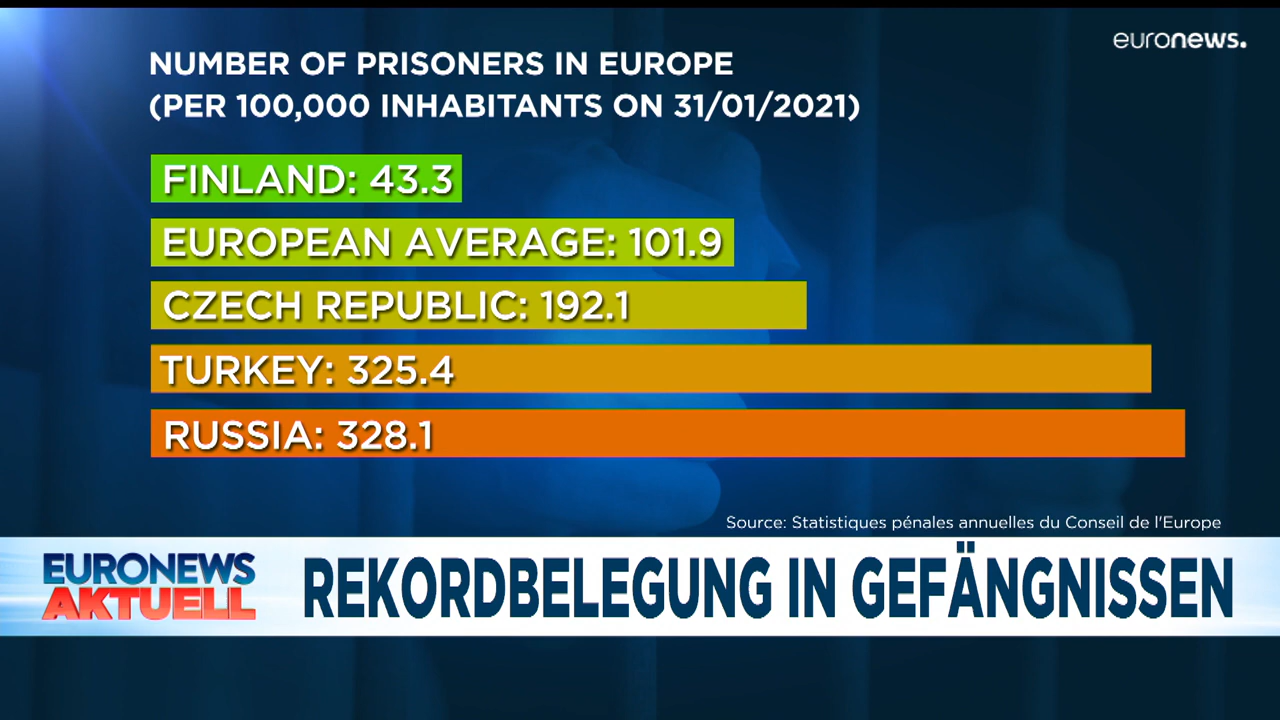 euronews.
NUMBER OF PRISONERS IN EUROPE
(PER 100,000 INHABITANTS ON 31/01/2021)
FINLAND: 43.3
EUROPEAN AVERAGE: 101.9
CZECH REPUBLIC: 192.1
TURKEY: 325.4
RUSSIA: 328.1
Source: Statistiques pénales annuelles du Conseil de l'Europe
EURONEWS
AKTUELL
REKORDBELEGUNG IN GEFÄNGNISSEN